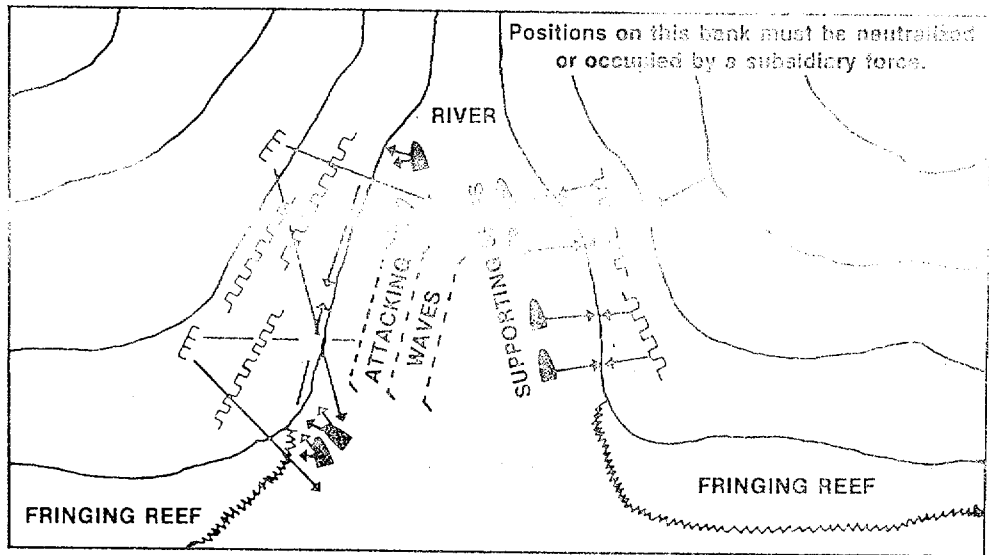 Positions on this bank must be neutralized
or occupied by a subsidiary force.
RIVER
ATTACKING
WAVES
SUPPORTING
FRINGING REEF
FRINGING REEF